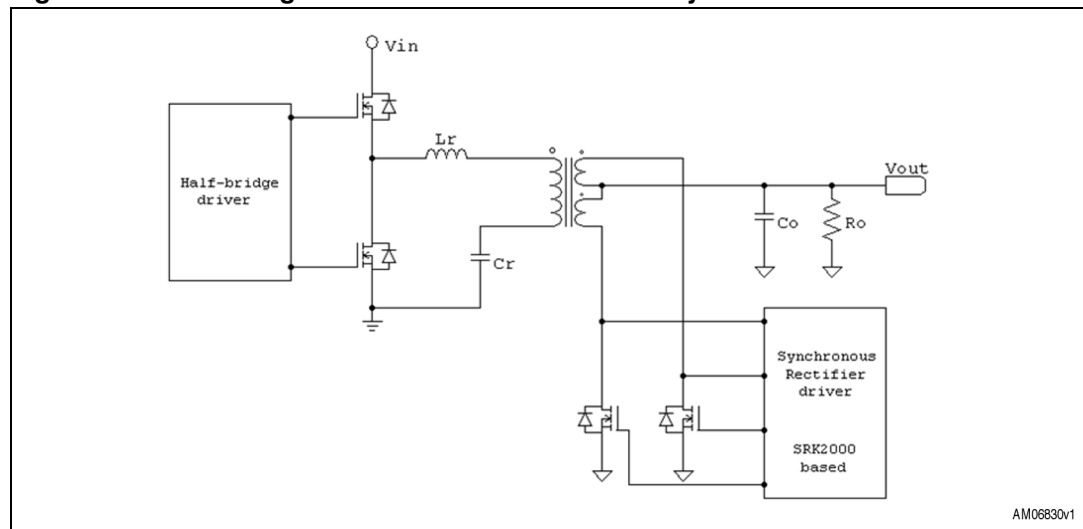 Vin
Lr
Half-bridge
driver
Cr
Vout
Co
Ro
Synchronous
Rectifier
driver
SRK2000
based
AM06830v1